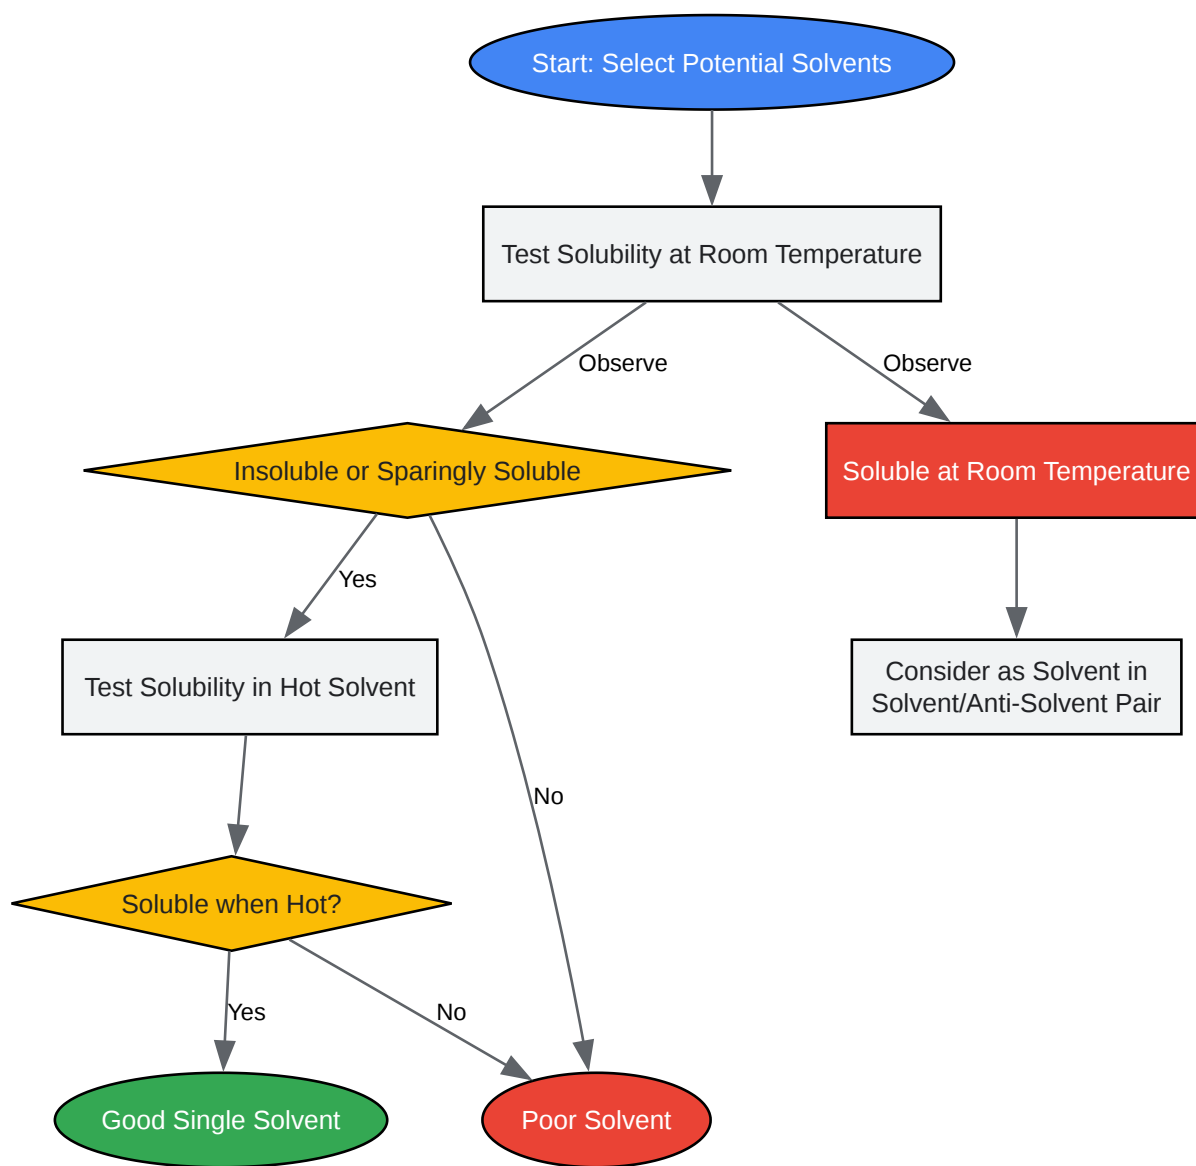 Start: Select Potential Solvents
Test Solubility at Room Temperature
Observe
Observe
Insoluble or Sparingly Soluble
Soluble at Room Temperature
Yes
Test Solubility in Hot Solvent
Consider as Solvent in
Solvent/Anti-Solvent Pair
No
Soluble when Hot?
Yes
No
Good Single Solvent
Poor Solvent